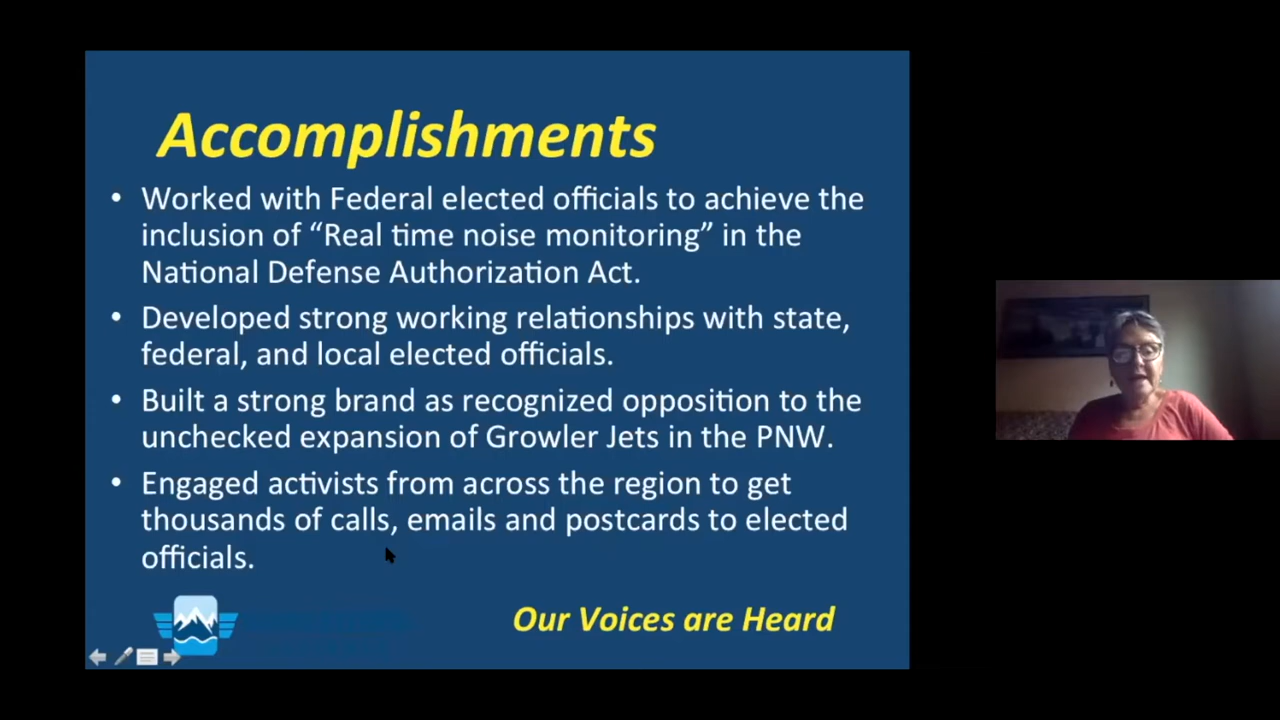 Accomplishments
• Worked with Federal elected officials to achieve the
inclusion of “Real time noise monitoring” in the
National Defense Authorization Act.
• Developed strong working relationships with state,
federal, and local elected officials.
• Built a strong brand as recognized opposition to the
unchecked expansion of Growler Jets in the PNW.
• Engaged activists from across the region to get
thousands of calls, emails and postcards to elected
officials.
Our Voices are Heard